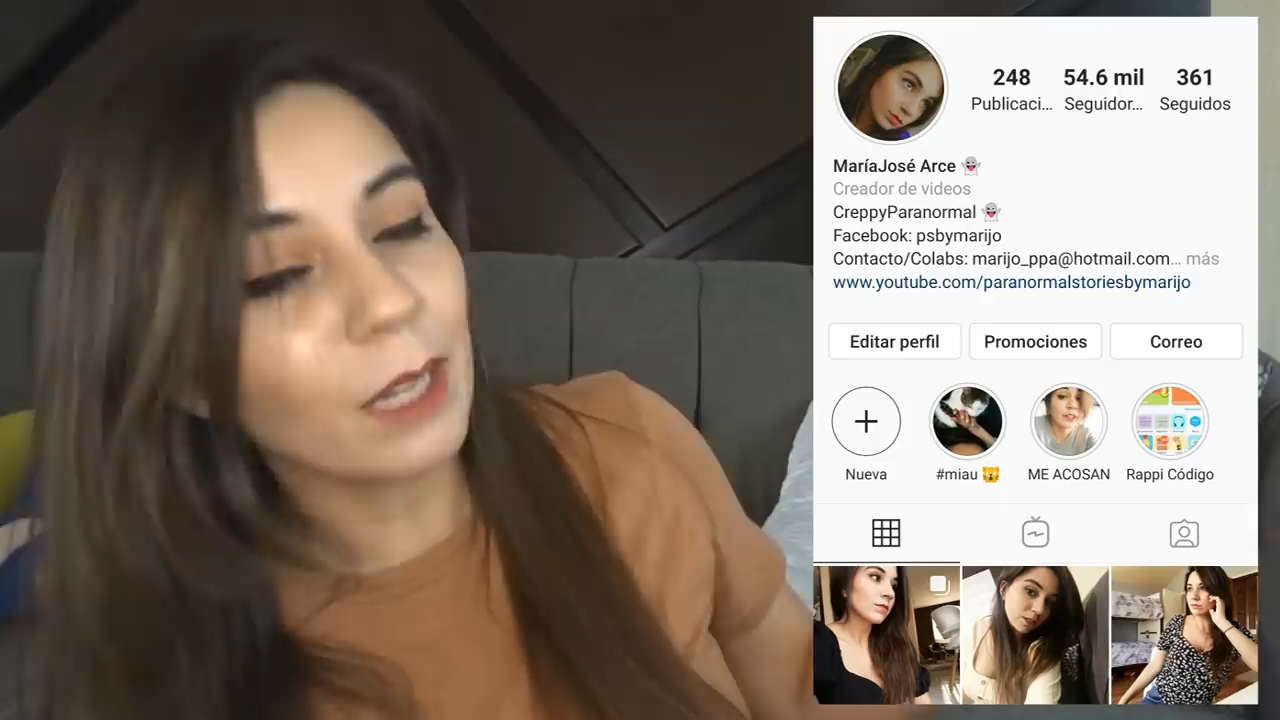 248 54.6 mil 361
Publicaci... Seguidor... Seguidos
MaríaJosé Arce 👻
Creador de videos
CreppyParanormal 👻
Facebook: psbymarijo
Contacto/Colabs: marijo_ppa@hotmail.com... más
www.youtube.com/paranormalstoriesbymarijo
Editar perfil Promociones Correo
Nueva #miau 🐯 ME ACOSAN Rappi Código